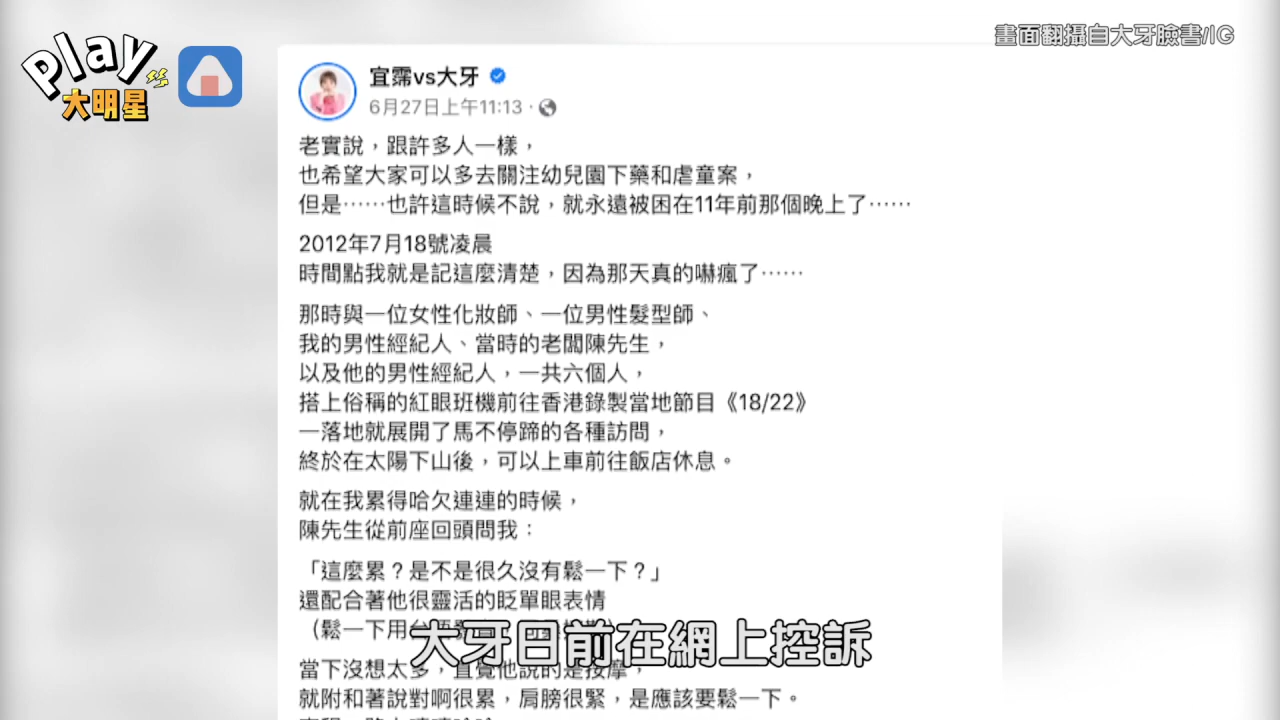 Play
大明星
畫面翻攝自大牙臉書/IG
宜霈vs大牙
6月27日上午11:13
老實說，跟許多人一樣，
也希望大家可以多去關注幼兒園下藥和虐童案，
但是……也許這時候不說，就永遠被困在11年前那個晚上了……
2012年7月18號凌晨
時間點我就是記這麼清楚，因為那天真的嚇瘋了……
那時與一位女性化妝師、一位男性髮型師、
我的男性經紀人、當時的老闆陳先生，
以及他的男性經紀人，一共六個人，
搭上俗稱的紅眼班機前往香港錄製當地節目《18/22》
一落地就展開了馬不停蹄的各種訪問，
終於在太陽下山後，可以上車前往飯店休息。
就在我累得哈欠連連的時候，
陳先生從前座回頭問我：
「這麼累？是不是很久沒有鬆一下？」
還配合著他很靈活的眨單眼表情
（鬆一下用台語
當下沒想太多，直覺他說的是按摩，
就附和著說對啊很累，肩膀很緊，是應該要鬆一下。
大牙日前在網上控訴